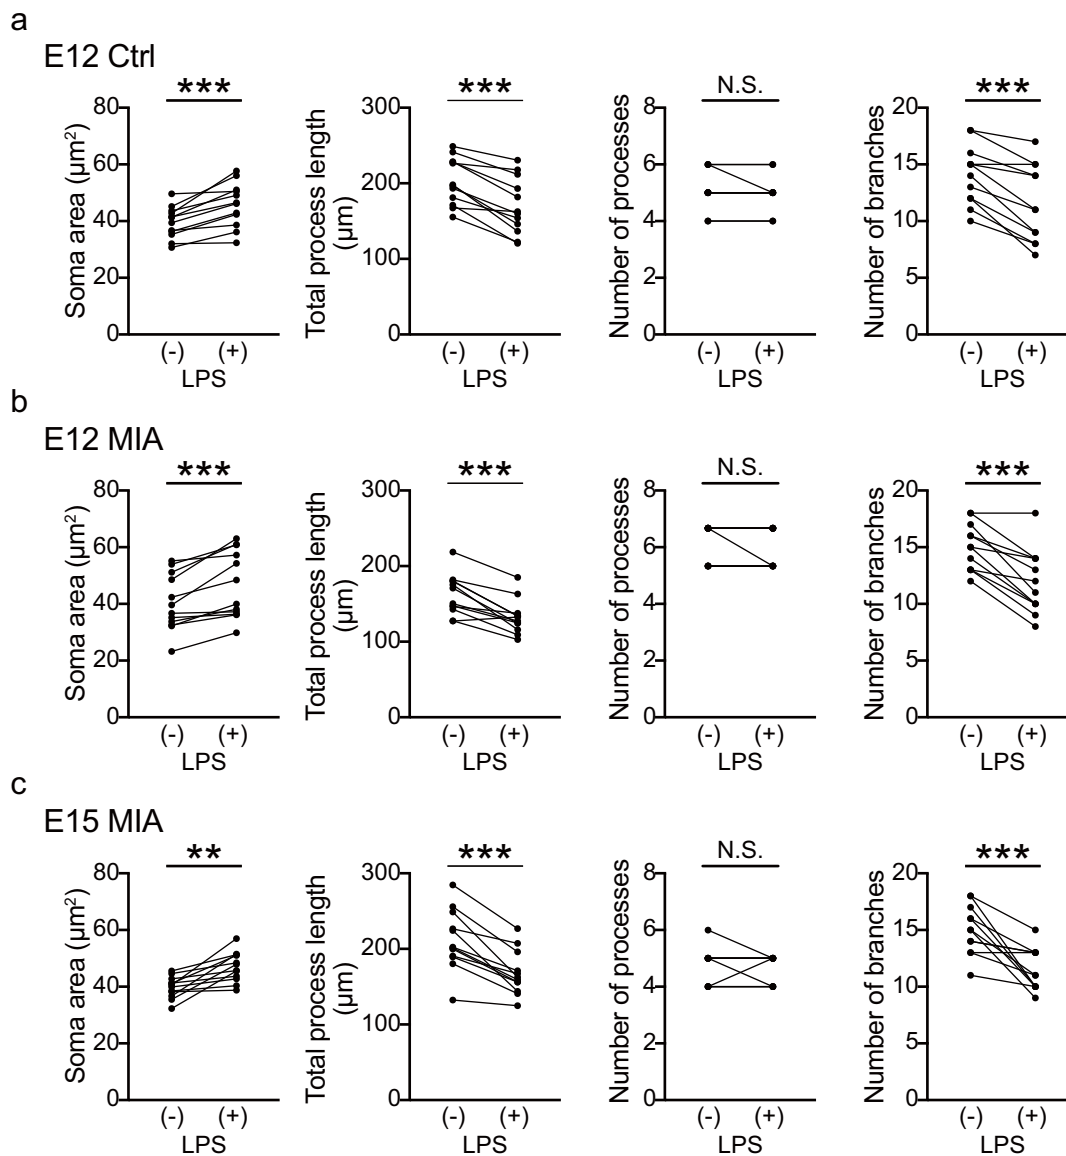 a
E12 Ctrl
*** *** N.S. ***
Soma area (µm²)
80
60
40
20
0
(-) (+)
LPS
Total process length
(µm)
300
200
100
0
(-) (+)
LPS
Number of processes
8
6
4
2
0
(-) (+)
LPS
Number of branches
20
15
10
5
0
(-) (+)
LPS
b
E12 MIA
*** *** N.S. ***
Soma area (µm²)
80
60
40
20
0
(-) (+)
LPS
Total process length
(µm)
300
200
100
0
(-) (+)
LPS
Number of processes
8
6
4
2
0
(-) (+)
LPS
Number of branches
20
15
10
5
0
(-) (+)
LPS
c
E15 MIA
** *** N.S. ***
Soma area (µm²)
80
60
40
20
0
(-) (+)
LPS
Total process length
(µm)
300
200
100
0
(-) (+)
LPS
Number of processes
8
6
4
2
0
(-) (+)
LPS
Number of branches
20
15
10
5
0
(-) (+)
LPS